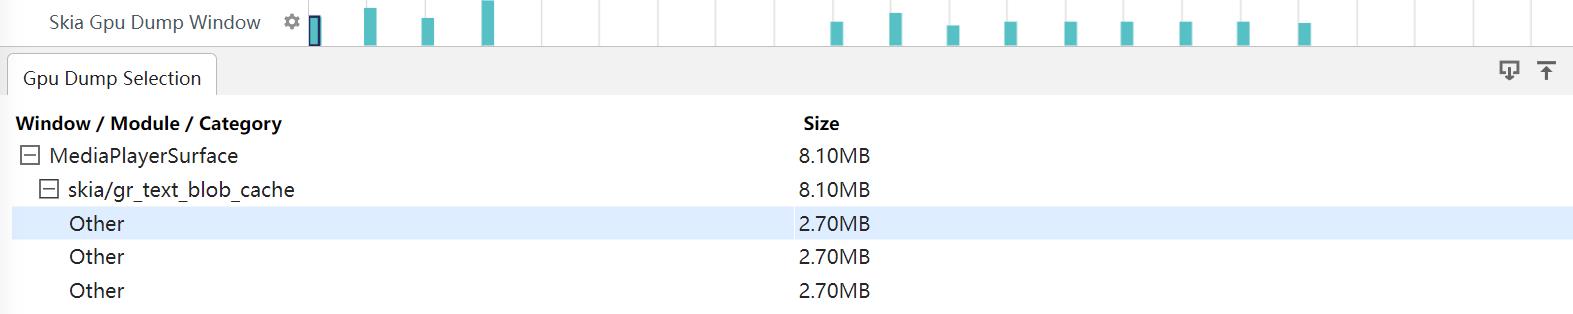 Skia Gpu Dump Window
Gpu Dump Selection
Window / Module / Category Size
MediaPlayerSurface 8.10MB
skia/gr_text_blob_cache 8.10MB
Other 2.70MB
Other 2.70MB
Other 2.70MB